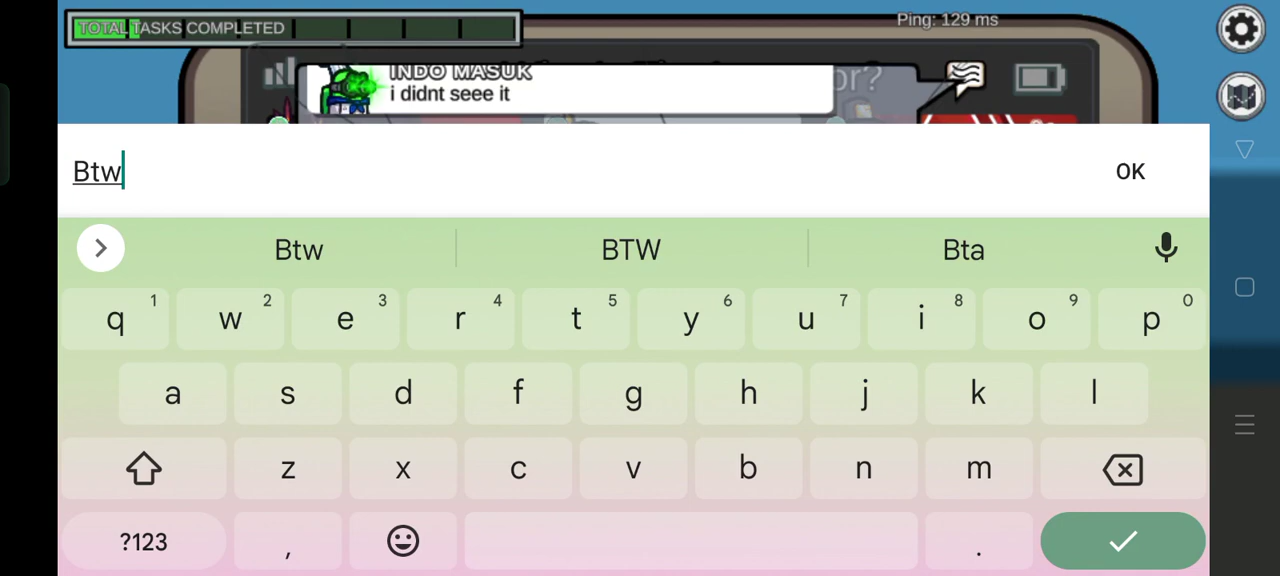 TOTAL TASKS COMPLETED
Ping: 129 ms
INDO MASUK
i didnt seee it
or?
Btw
OK
Btw BTW Bta
q 1 w 2 e 3 r 4 t 5 y 6 u 7 i 8 o 9 p 0
a s d f g h j k l
z x c v b n m
?123 , .